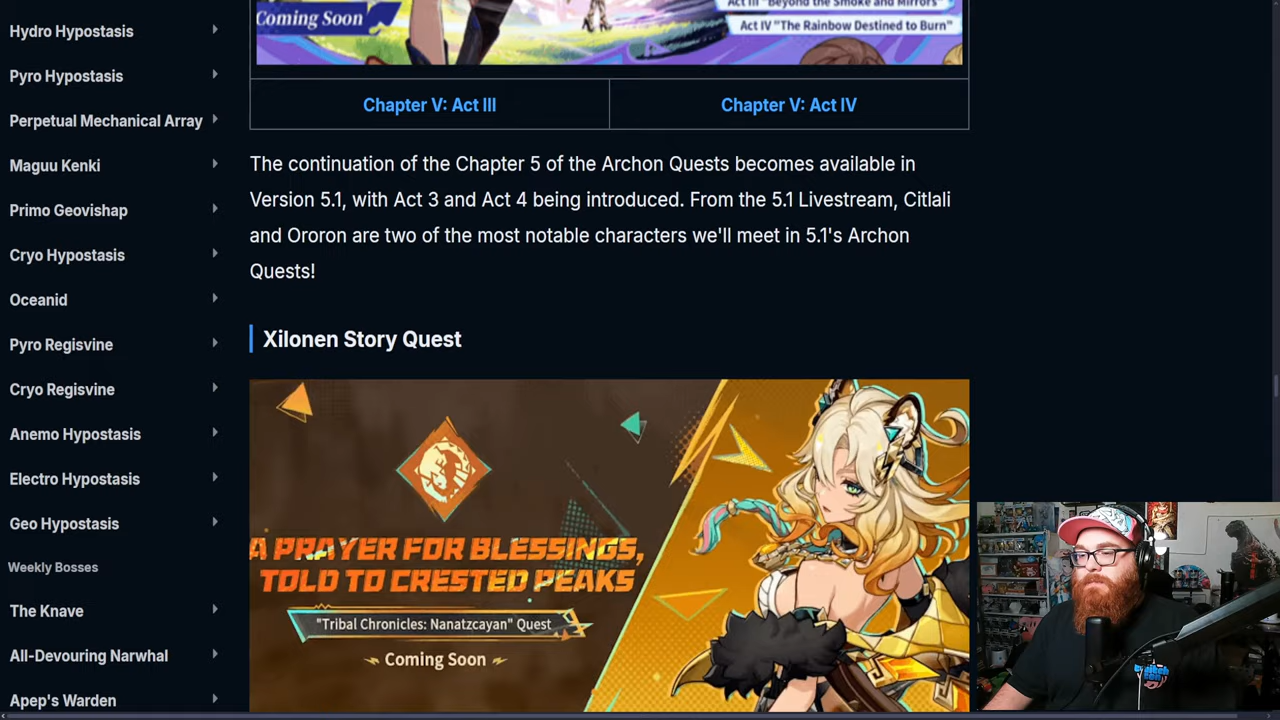 Hydro Hypostasis
Pyro Hypostasis
Perpetual Mechanical Array
Maguu Kenki
Primo Geovishap
Cryo Hypostasis
Oceanid
Pyro Regisvine
Cryo Regisvine
Anemo Hypostasis
Electro Hypostasis
Geo Hypostasis
Weekly Bosses
The Knave
All-Devouring Narwhal
Apep's Warden
Coming Soon
Act III "Beyond the Smoke and Mirrors"
Act IV "The Rainbow Destined to Burn"
Chapter V: Act III
Chapter V: Act IV
The continuation of the Chapter 5 of the Archon Quests becomes available in
Version 5.1, with Act 3 and Act 4 being introduced. From the 5.1 Livestream, Citlali
and Ororon are two of the most notable characters we'll meet in 5.1's Archon
Quests!
Xilonen Story Quest
A PRAYER FOR BLESSINGS,
TOLD TO CRESTED PEAKS
"Tribal Chronicles: Nanatzcayan" Quest
Coming Soon